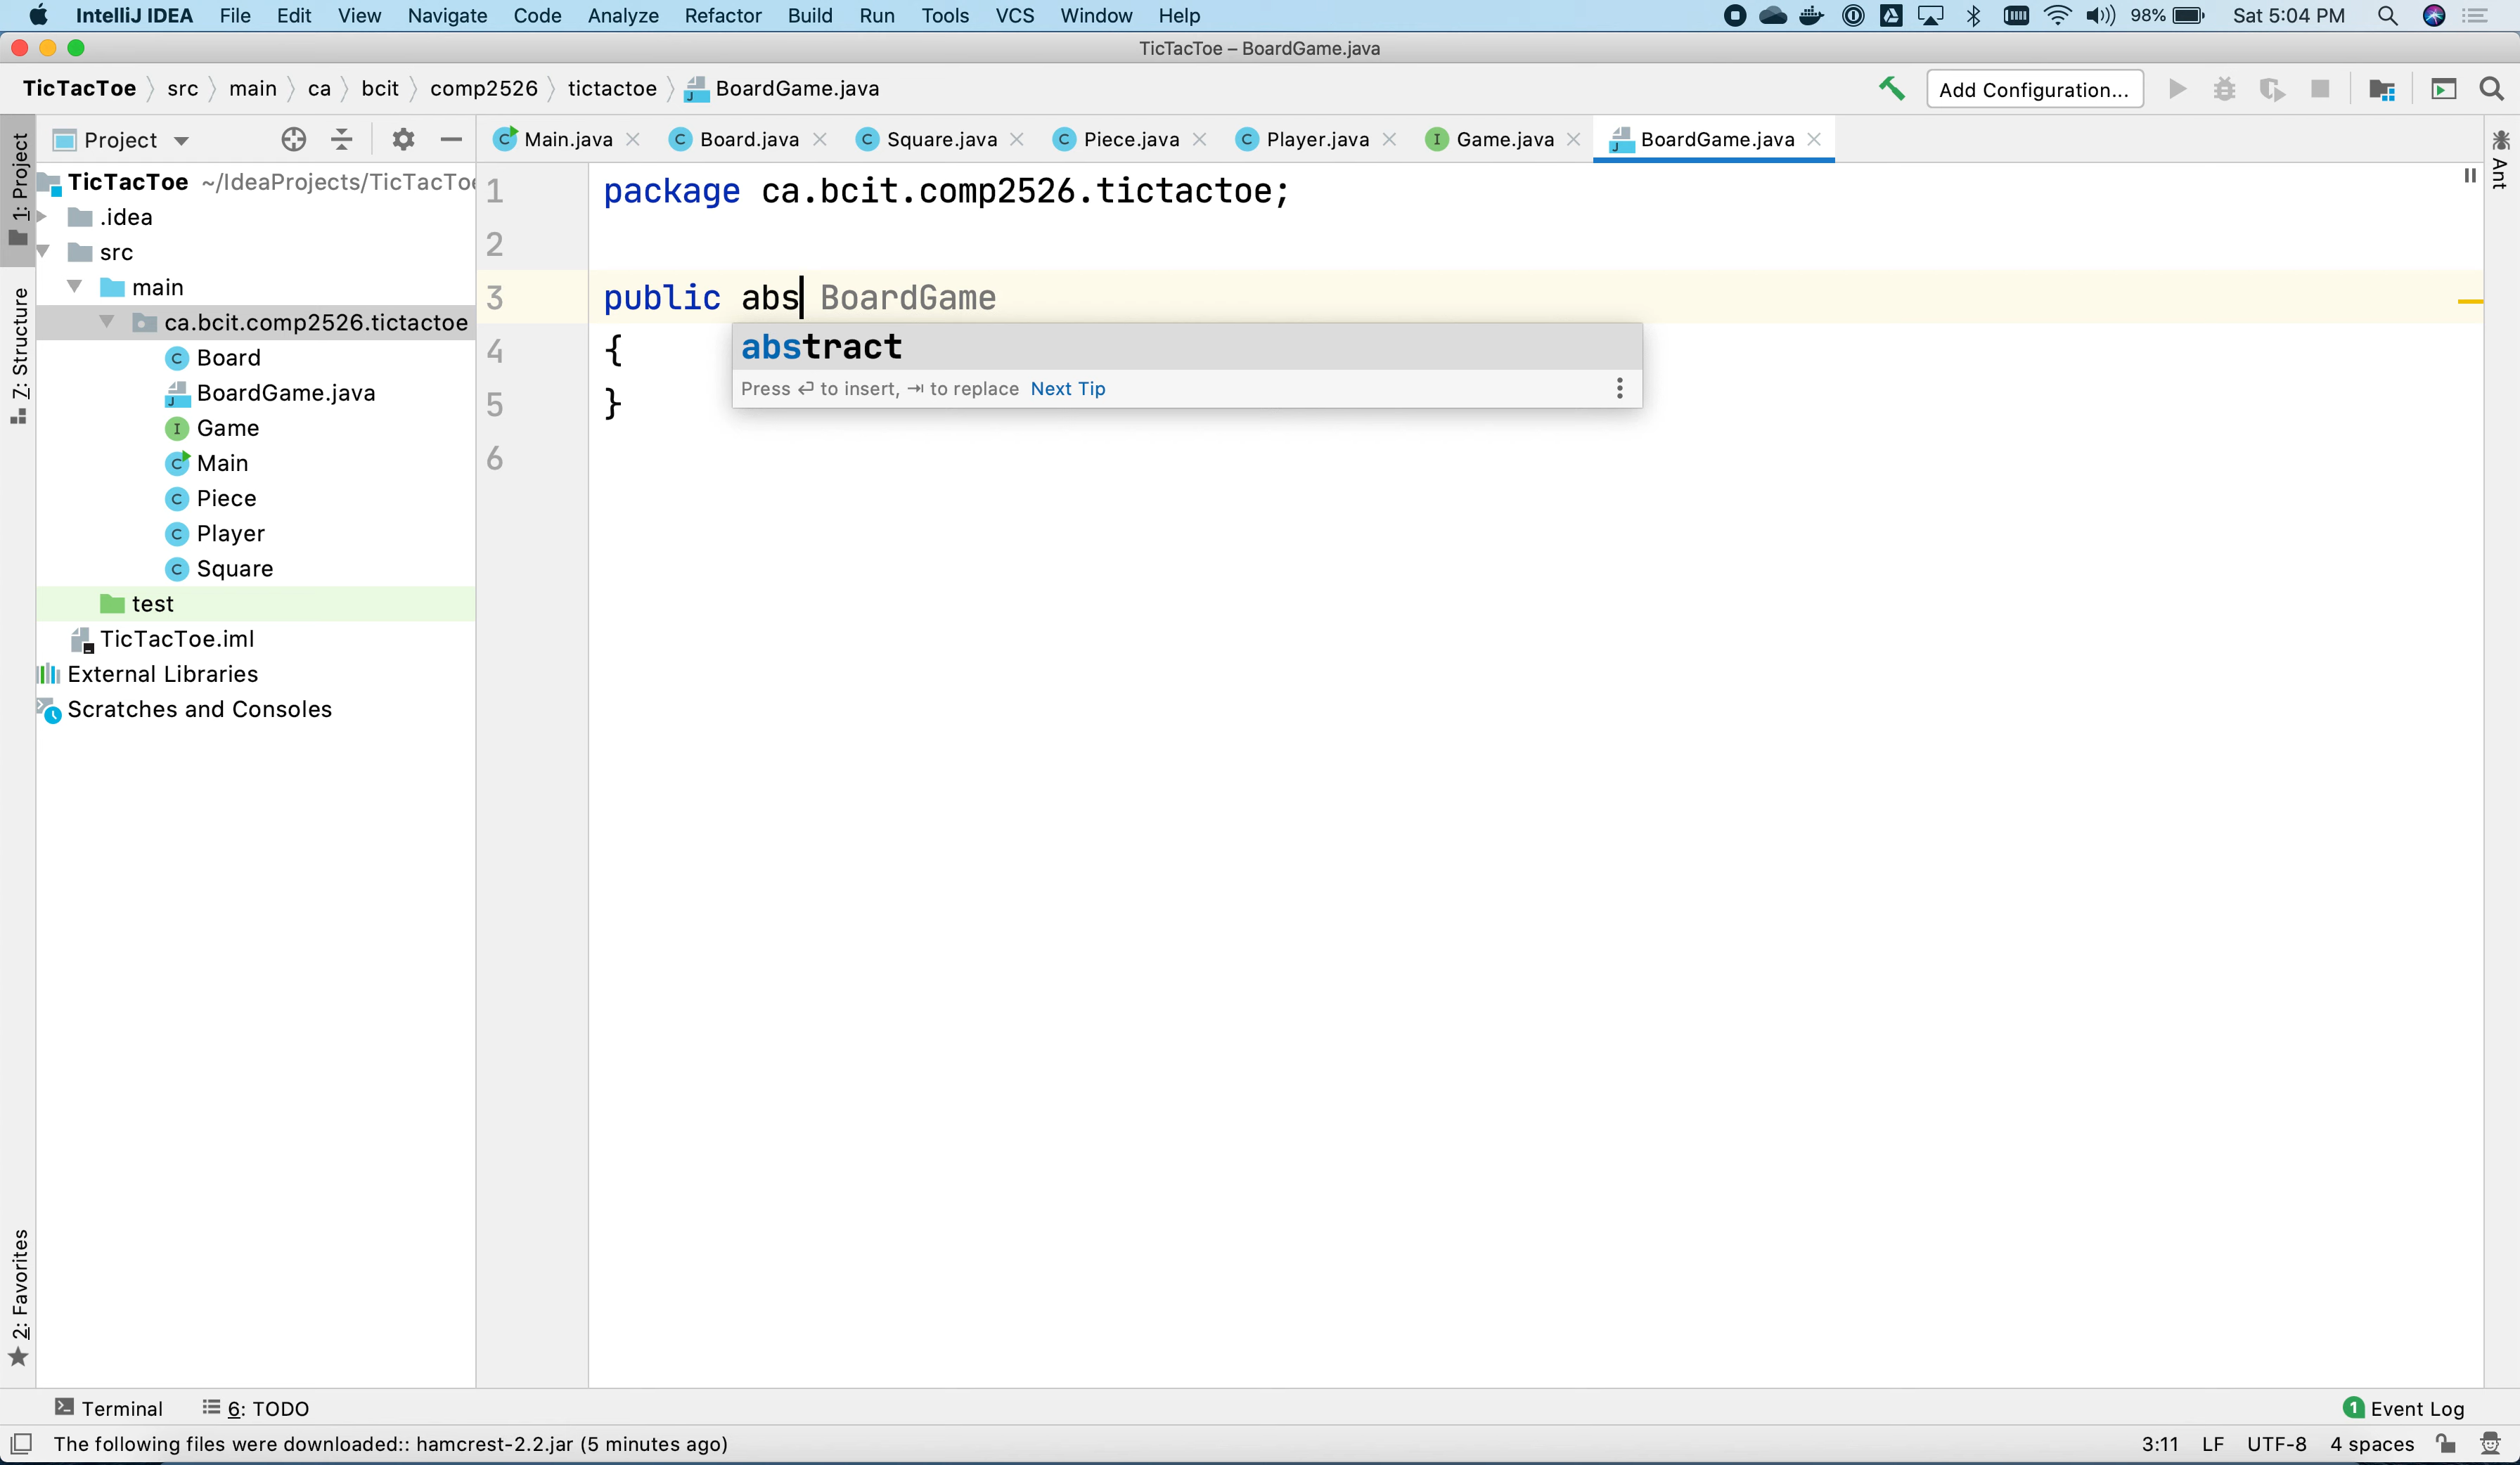 IntelliJ IDEA File Edit View Navigate Code Analyze Refactor Build Run Tools VCS Window Help 98% Sat 5:04 PM
TicTacToe – BoardGame.java
TicTacToe src main ca bcit comp2526 tictactoe BoardGame.java Add Configuration...
Project Main.java Board.java Square.java Piece.java Player.java Game.java BoardGame.java
1: Project
7: Structure
2: Favorites
Ant
TicTacToe ~/IdeaProjects/TicTacToe
.idea
src
main
ca.bcit.comp2526.tictactoe
Board
BoardGame.java
Game
Main
Piece
Player
Square
test
TicTacToe.iml
External Libraries
Scratches and Consoles
1 package ca.bcit.comp2526.tictactoe;
2
3 public abs BoardGame
4 {
5 }
6
abstract
Press ↩ to insert, ⇥ to replace Next Tip
Terminal 6: TODO 1 Event Log
The following files were downloaded:: hamcrest-2.2.jar (5 minutes ago) 3:11 LF UTF-8 4 spaces